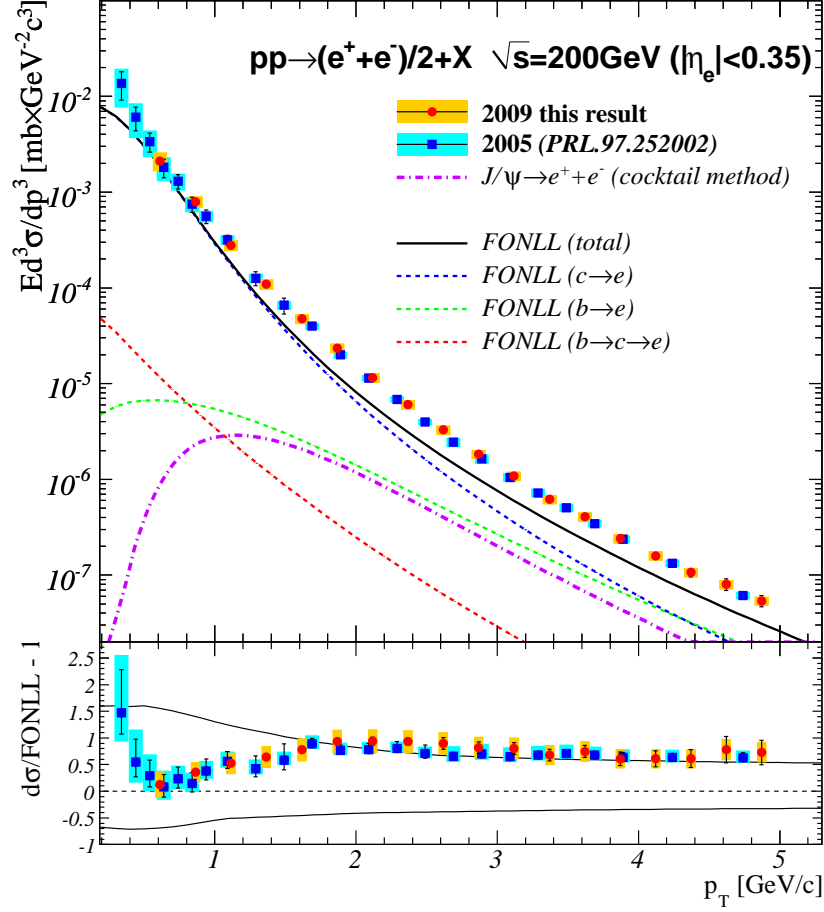 pp→(e⁺+e⁻)/2+X √s=200GeV (|η_e|<0.35)
2009 this result
2005 (PRL.97.252002)
J/ψ→e⁺+e⁻ (cocktail method)
FONLL (total)
FONLL (c→e)
FONLL (b→e)
FONLL (b→c→e)
Ed³σ/dp³ [mb×GeV⁻²c³]
10⁻²
10⁻³
10⁻⁴
10⁻⁵
10⁻⁶
10⁻⁷
dσ/FONLL - 1
2.5
2
1.5
1
0.5
0
-0.5
-1
1 2 3 4 5
p_T [GeV/c]